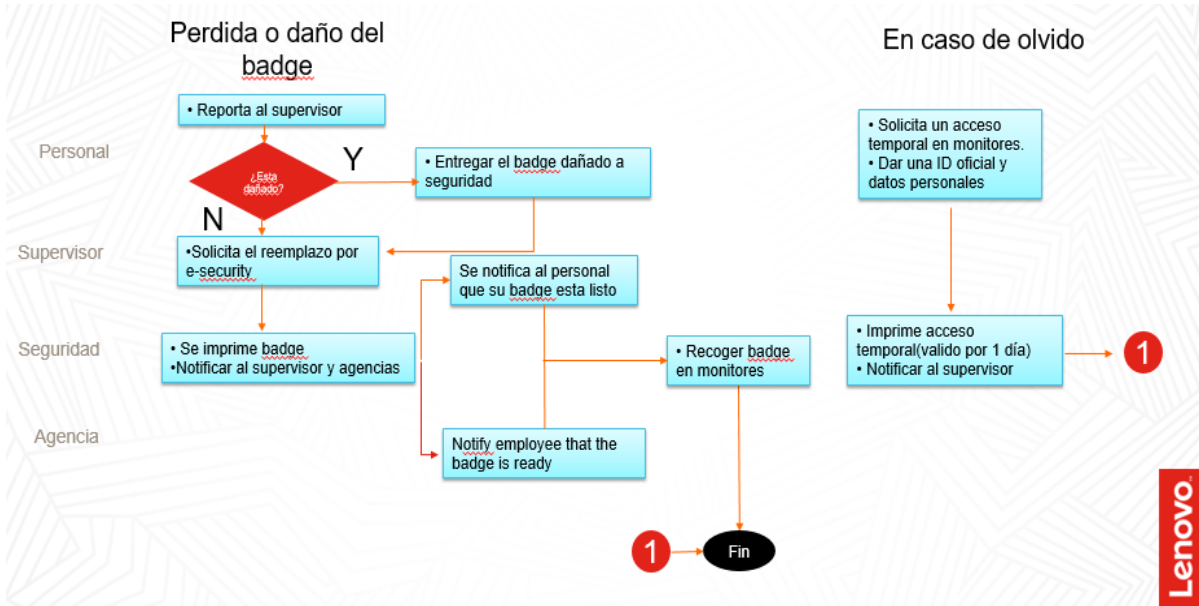 Perdida o daño del
badge
En caso de olvido
• Reporta al supervisor
Personal
¿Esta
dañado?
Y
N
• Entregar el badge dañado a
seguridad
• Solicita un acceso
temporal en monitores.
• Dar una ID oficial y
datos personales
Supervisor
•Solicita el reemplazo por
e-security
Se notifica al personal
que su badge esta listo
Seguridad
• Se imprime badge
•Notificar al supervisor y agencias
• Recoger badge
en monitores
• Imprime acceso
temporal(valido por 1 día)
• Notificar al supervisor
1
Agencia
Notify employee that the
badge is ready
1
Fin
Lenovo.